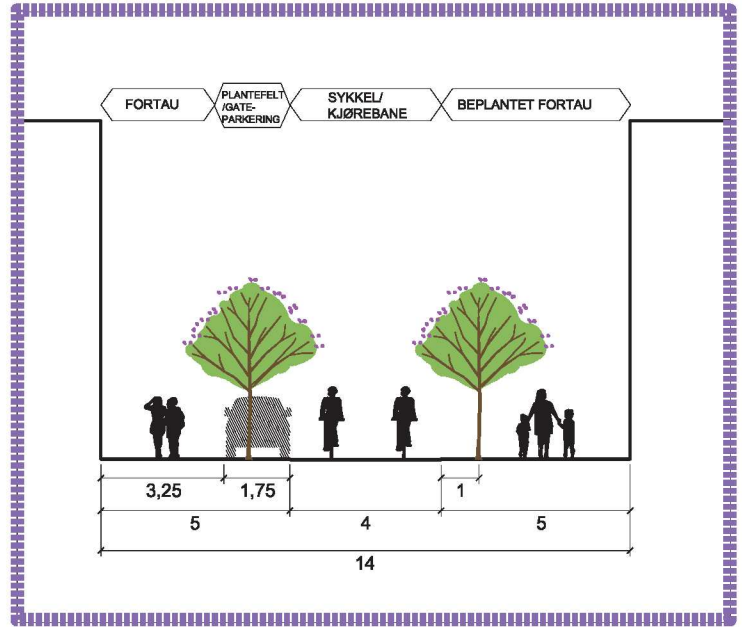 FORTAU
PLANTEFELT
/GATE-
PARKERING
SYKKEL/
KJØREBANE
BEPLANTET FORTAU
3,25
1,75
1
5
4
5
14